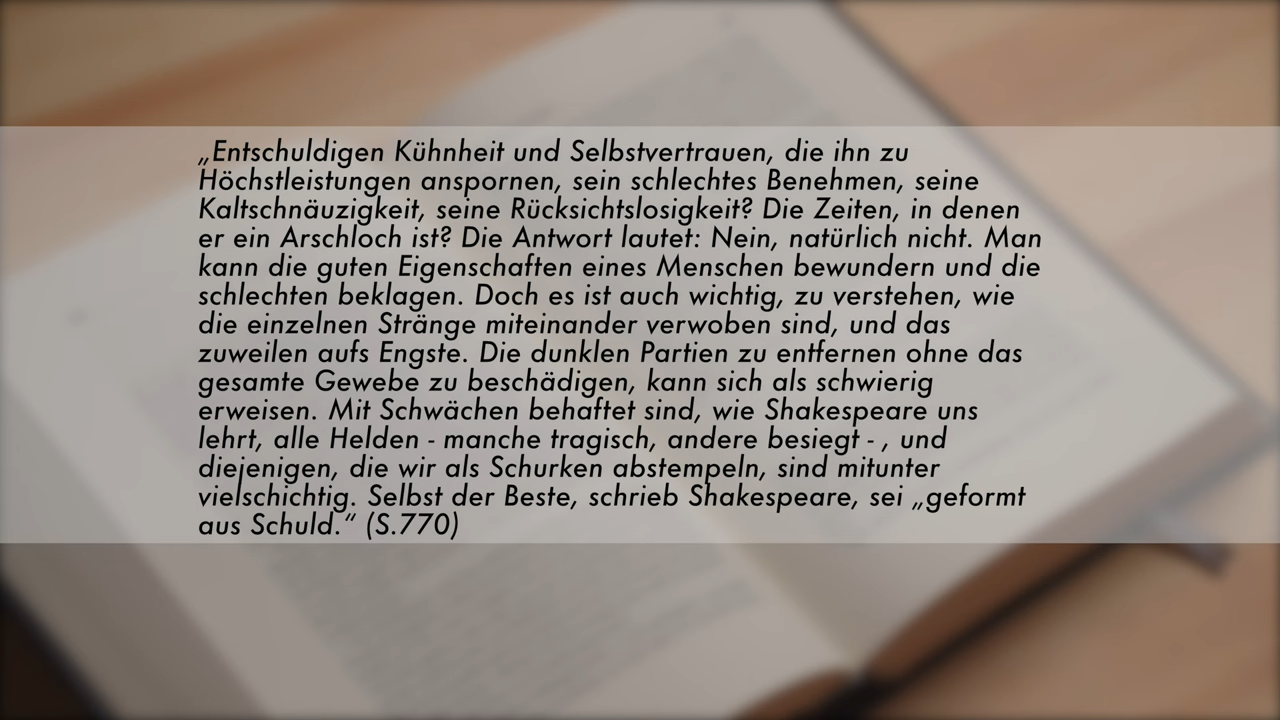 „Entschuldigen Kühnheit und Selbstvertrauen, die ihn zu
Höchstleistungen anspornen, sein schlechtes Benehmen, seine
Kaltschnäuzigkeit, seine Rücksichtslosigkeit? Die Zeiten, in denen
er ein Arschloch ist? Die Antwort lautet: Nein, natürlich nicht. Man
kann die guten Eigenschaften eines Menschen bewundern und die
schlechten beklagen. Doch es ist auch wichtig, zu verstehen, wie
die einzelnen Stränge miteinander verwoben sind, und das
zuweilen aufs Engste. Die dunklen Partien zu entfernen ohne das
gesamte Gewebe zu beschädigen, kann sich als schwierig
erweisen. Mit Schwächen behaftet sind, wie Shakespeare uns
lehrt, alle Helden - manche tragisch, andere besiegt - , und
diejenigen, die wir als Schurken abstempeln, sind mitunter
vielschichtig. Selbst der Beste, schrieb Shakespeare, sei „geformt
aus Schuld.“ (S.770)